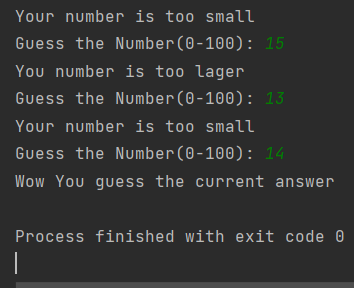 Your number is too small
Guess the Number(0-100): 15
You number is too lager
Guess the Number(0-100): 13
Your number is too small
Guess the Number(0-100): 14
Wow You guess the current answer
Process finished with exit code 0